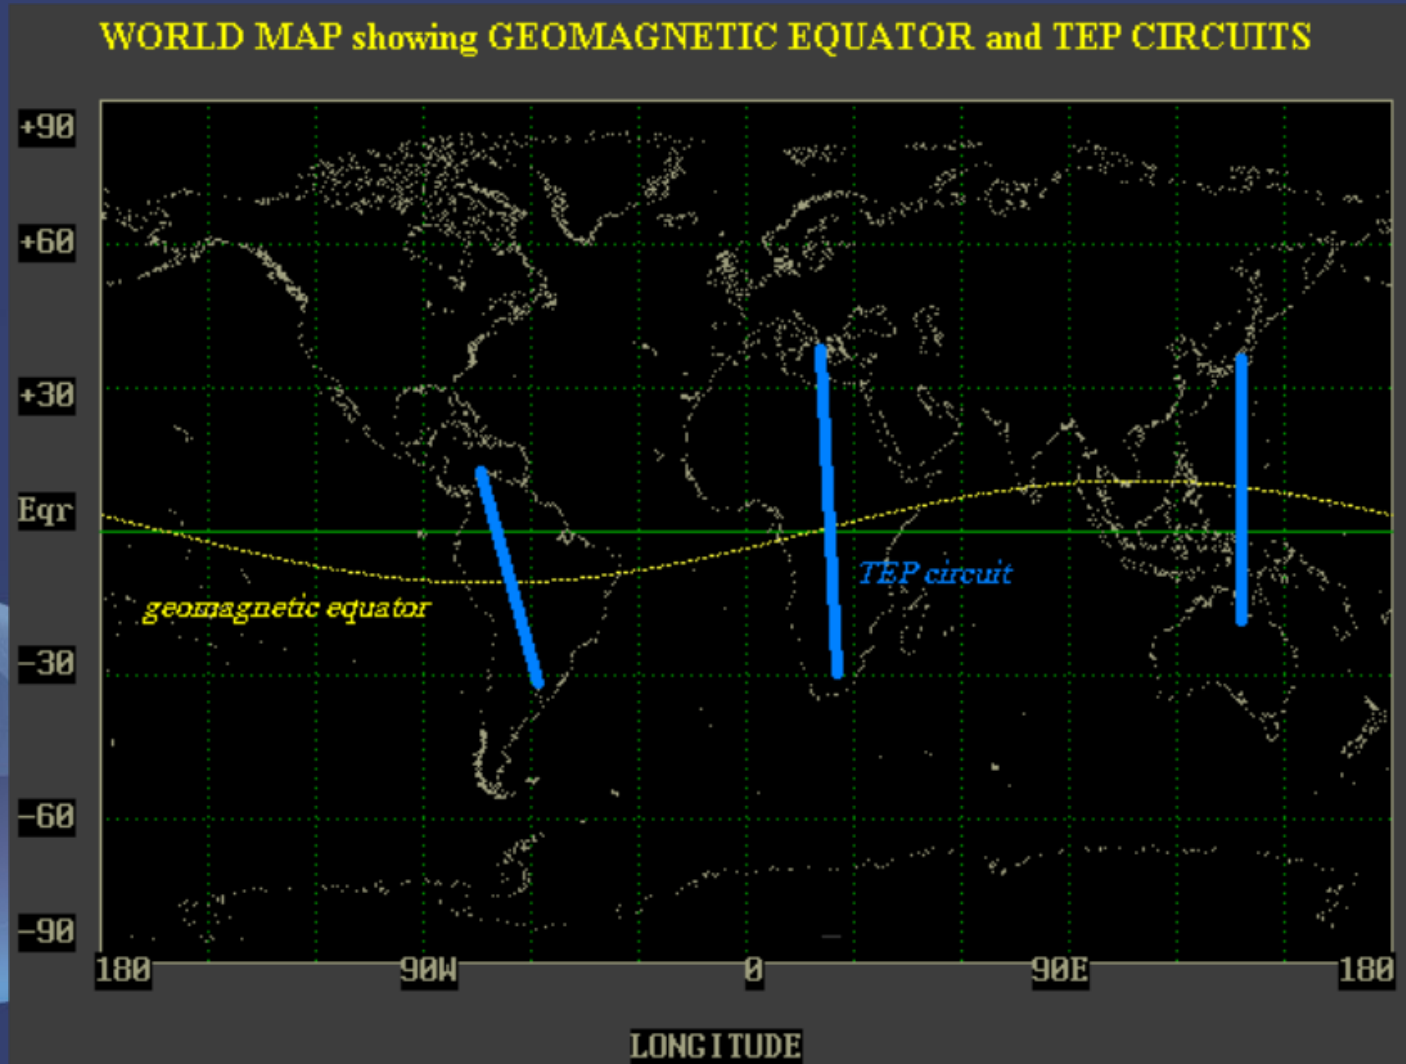 WORLD MAP showing GEOMAGNETIC EQUATOR and TEP CIRCUITS
+90
+60
+30
Eqr
TEP circuit
geomagnetic equator
-30
-60
-90
180 90W 0 90E 180
LONGITUDE